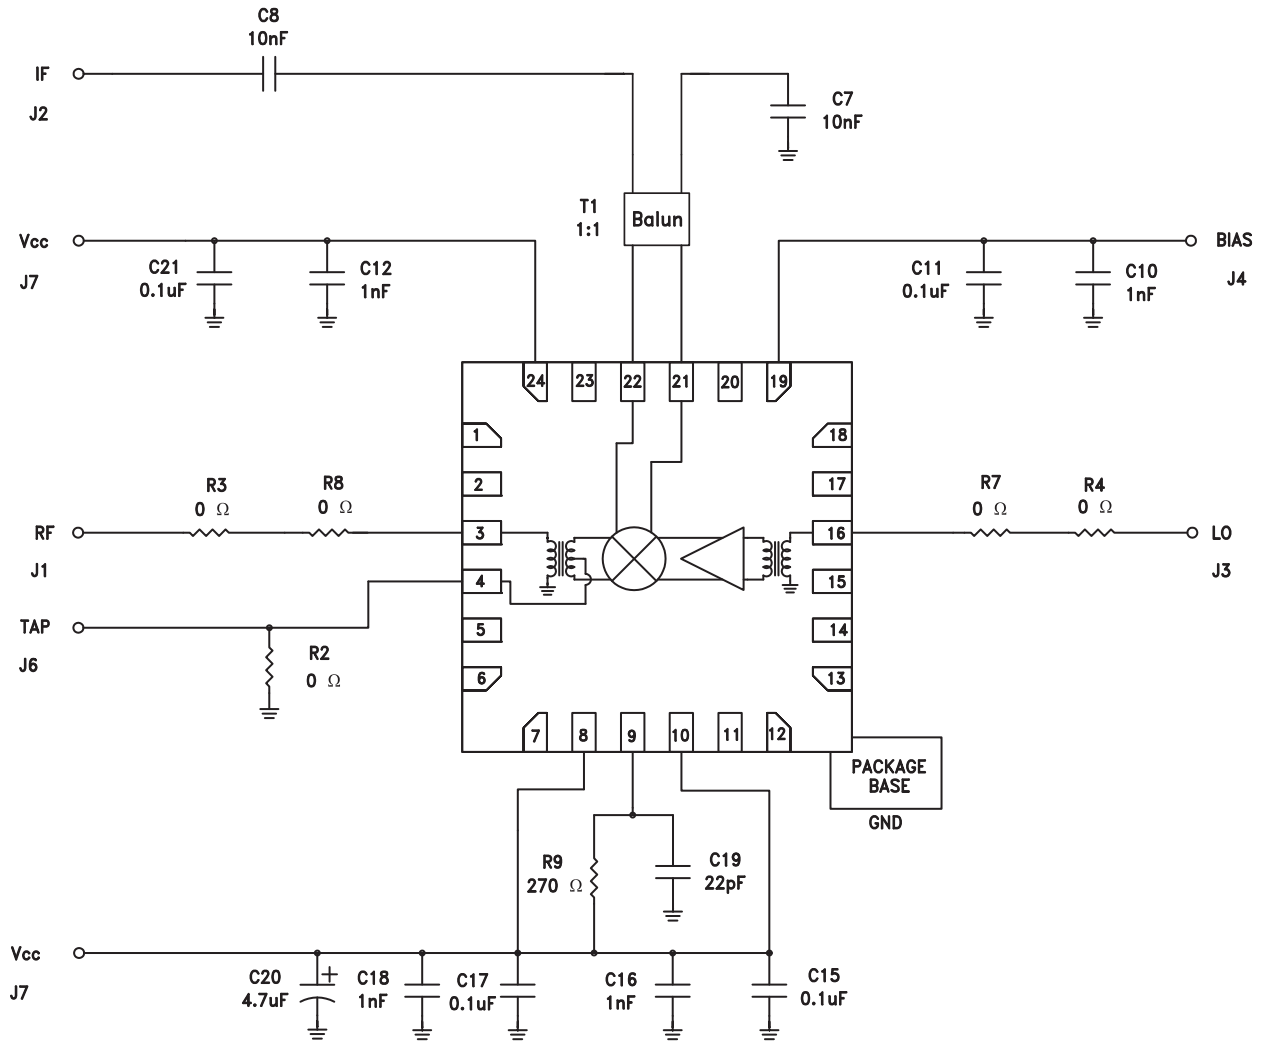 C8
10nF
IF
J2
C7
10nF
T1
1:1
Balun
Vcc
J7
C21
0.1uF
C12
1nF
C11
0.1uF
C10
1nF
BIAS
J4
24
23
22
21
20
19
1
2
3
4
5
6
18
17
16
15
14
13
R3
0 Ω
R8
0 Ω
RF
J1
TAP
J6
R2
0 Ω
R7
0 Ω
R4
0 Ω
LO
J3
7
8
9
10
11
12
PACKAGE
BASE
GND
R9
270 Ω
C19
22pF
Vcc
J7
C20
4.7uF
+
C18
1nF
C17
0.1uF
C16
1nF
C15
0.1uF